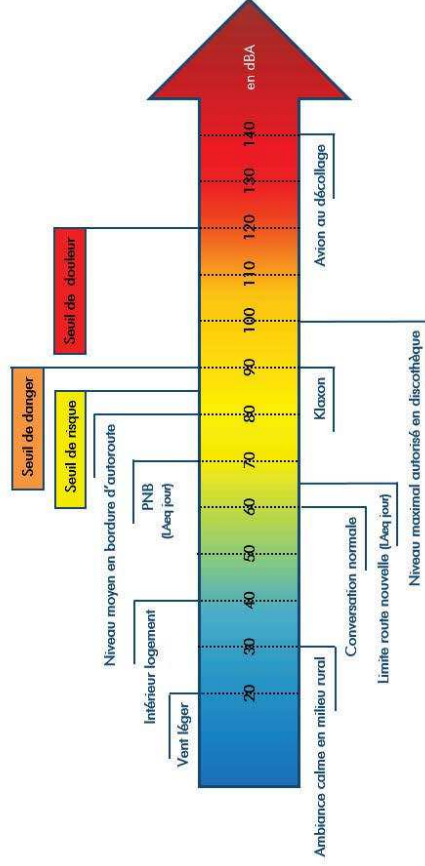 Seuil de danger
Seuil de risque
Seuil de douleur
Niveau moyen en bordure d'autoroute
PNB
(LAeq jour)
Intérieur logement
Vent léger
20
30
40
50
60
70
80
90
100
110
120
130
140
en dBA
Ambiance calme en milieu rural
Conversation normale
Limite route nouvelle (LAeq jour)
Klaxon
Niveau maximal autorisé en discothèque
Avion au décollage